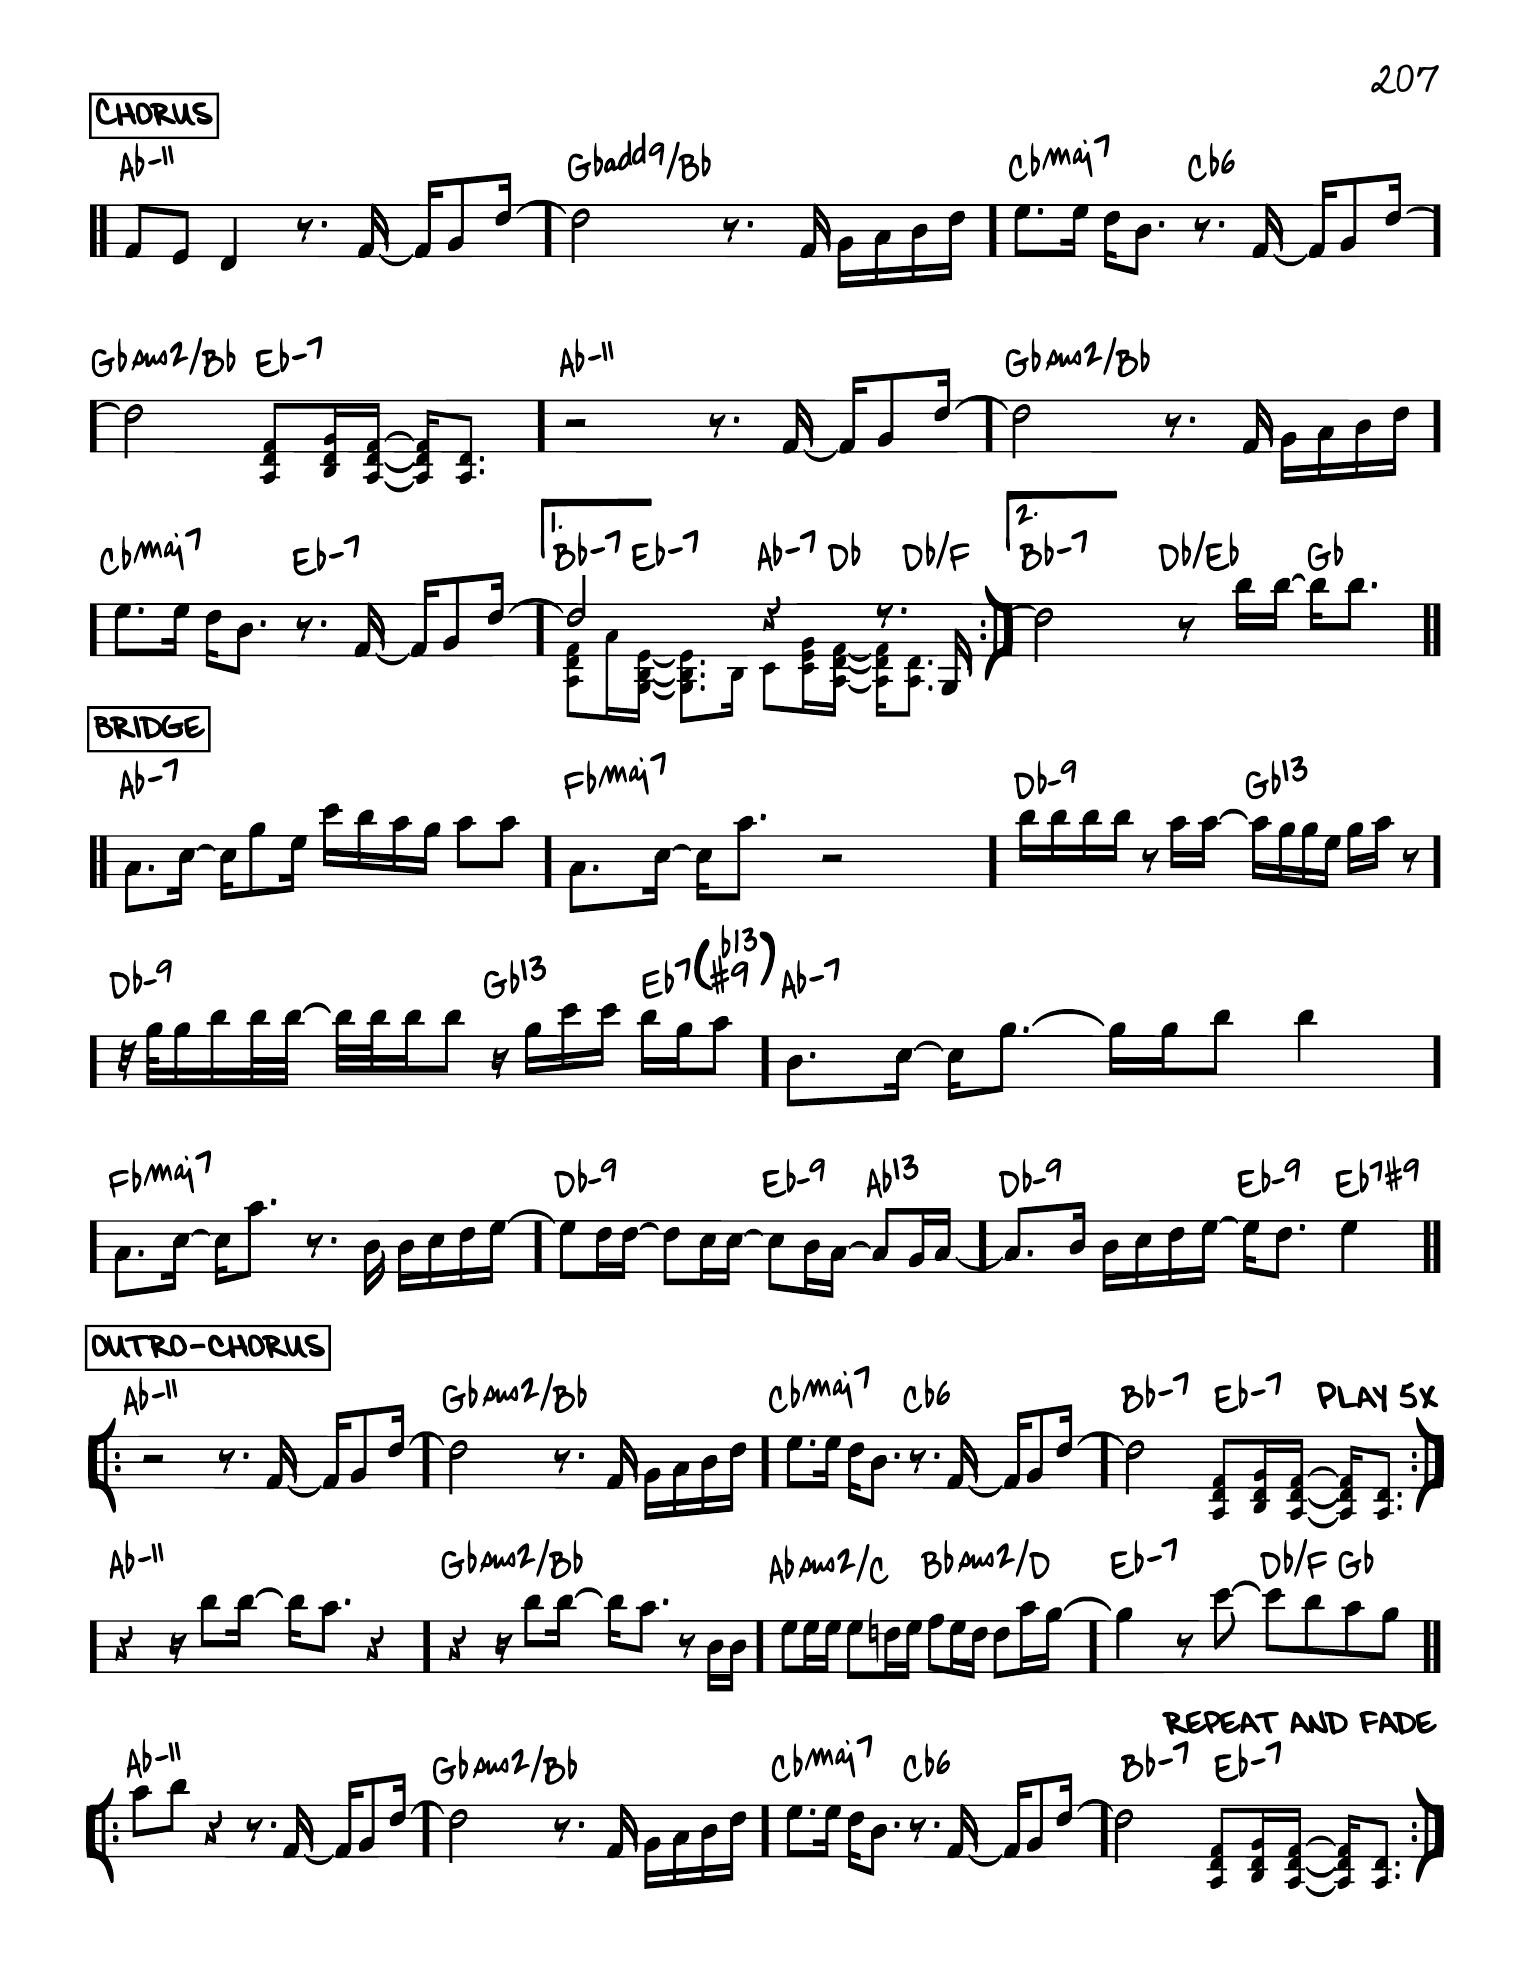 207
CHORUS
Ab-11 Gbadd9/Bb Cbmaj7 Cb6
Gbsus2/Bb Eb-7 Ab-11 Gbsus2/Bb
1. 2.
Cbmaj7 Eb-7 Bb-7 Eb-7 Ab-7 Db Db/F Bb-7 Db/Eb Gb
BRIDGE
Ab-7 Fbmaj7 Db-9 Gb13
Db-9 Gb13 Eb7(b13 #9) Ab-7
Fbmaj7 Db-9 Eb-9 Ab13 Db-9 Eb-9 Eb7#9
OUTRO-CHORUS
Ab-11 Gbsus2/Bb Cbmaj7 Cb6 Bb-7 Eb-7 PLAY 5X
Ab-11 Gbsus2/Bb Absus2/C Bbsus2/D Eb-7 Db/F Gb
REPEAT AND FADE
Ab-11 Gbsus2/Bb Cbmaj7 Cb6 Bb-7 Eb-7